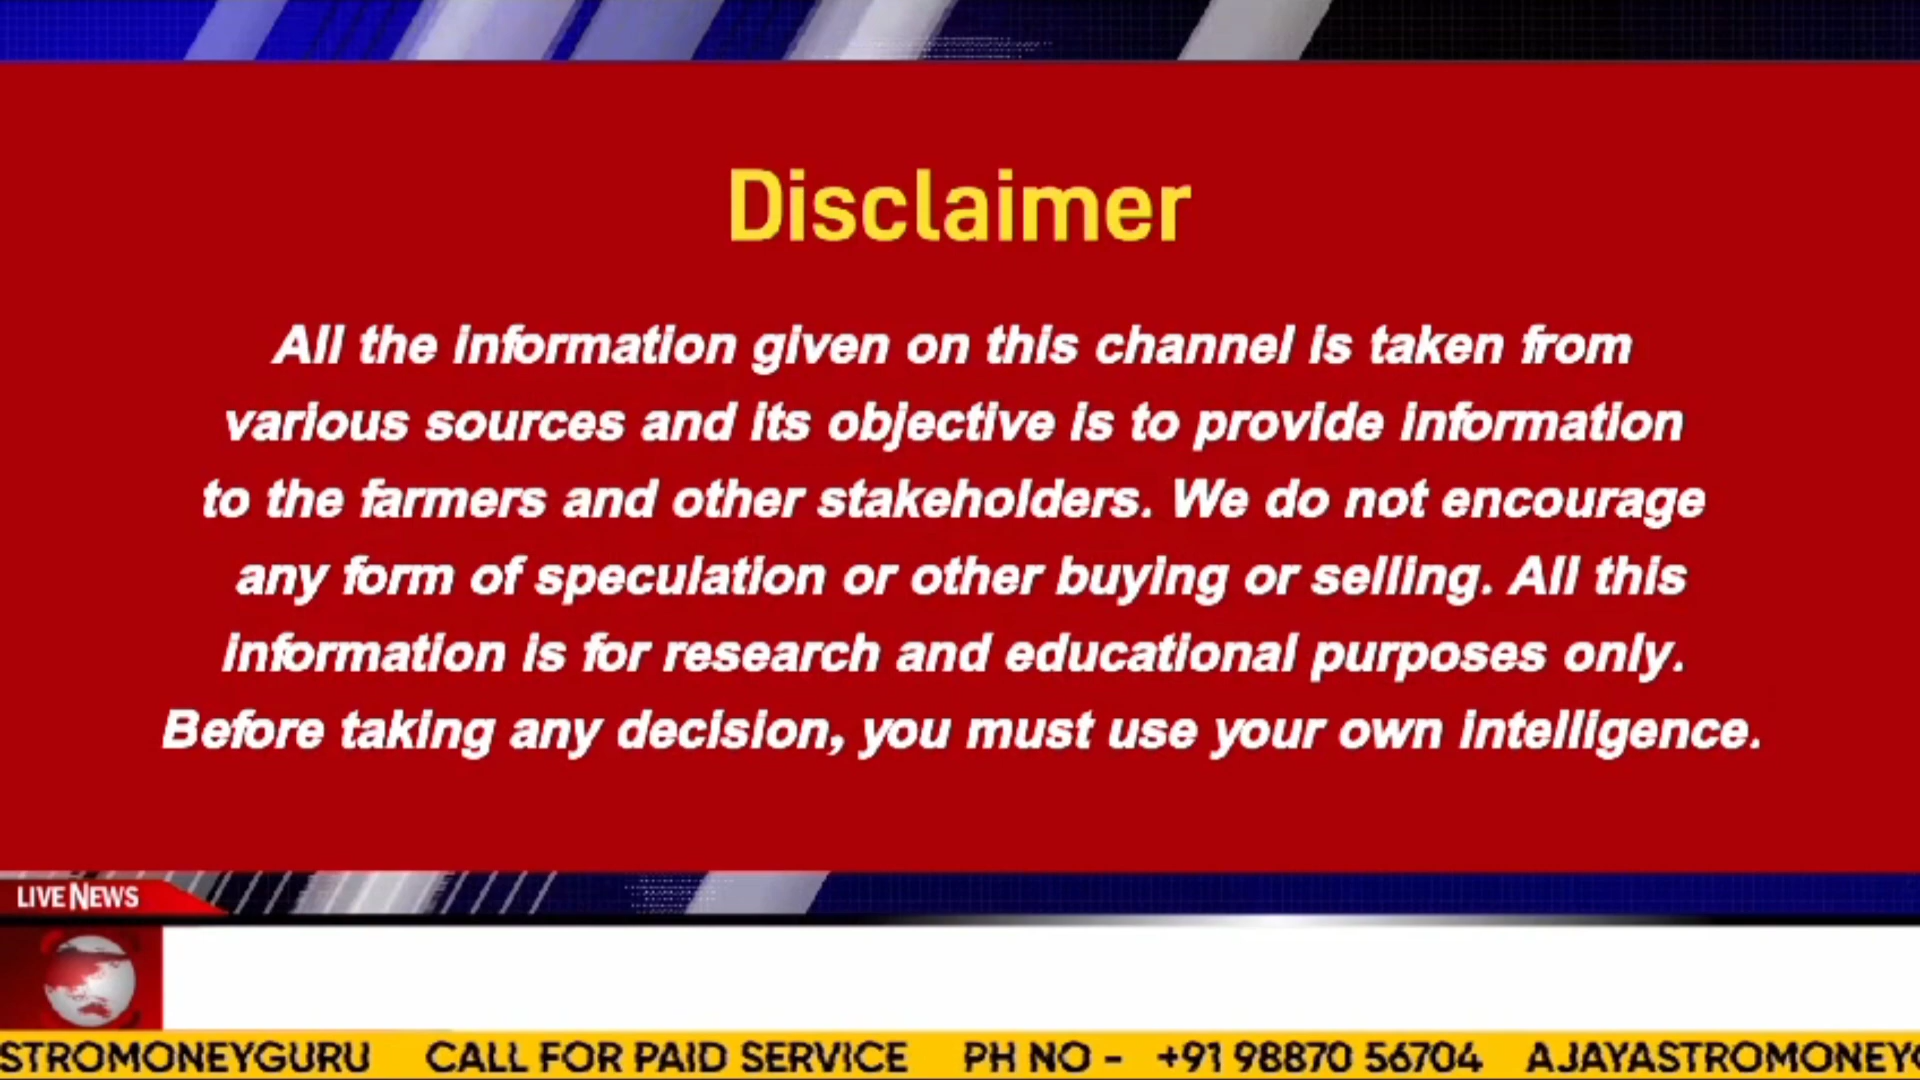 Disclaimer
All the information given on this channel is taken from
various sources and its objective is to provide information
to the farmers and other stakeholders. We do not encourage
any form of speculation or other buying or selling. All this
information is for research and educational purposes only.
Before taking any decision, you must use your own intelligence.
LIVE NEWS
STROMONEYGURU CALL FOR PAID SERVICE PH NO - +91 98870 56704 AJAYASTROMONEYG